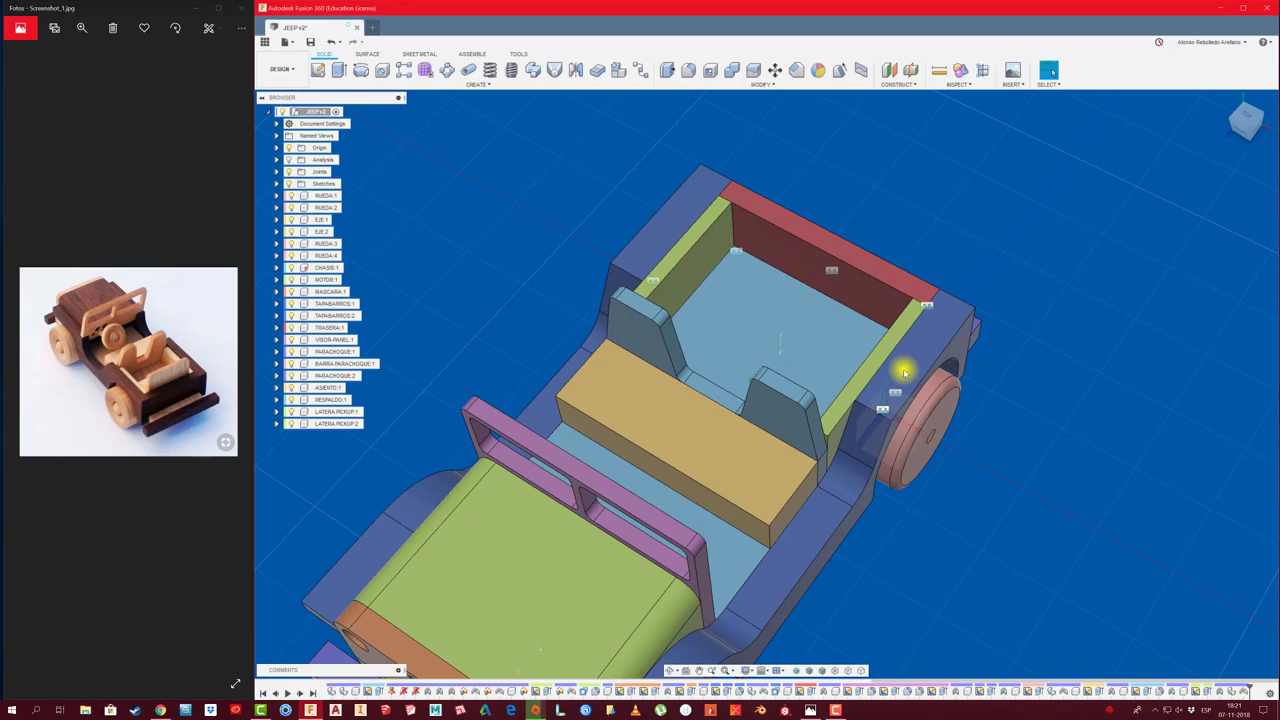 Fotos - Screenshot_1.jpg
Autodesk Fusion 360 (Education License)
JEEP v2*
Alonso Rebolledo Arellano
SOLID
SURFACE
SHEET METAL
ASSEMBLE
TOOLS
DESIGN
CREATE
MODIFY
CONSTRUCT
INSPECT
INSERT
SELECT
BROWSER
JEEP v2
Document Settings
Named Views
Origin
Analysis
Joints
Sketches
RUEDA:1
RUEDA:2
EJE:1
EJE:2
RUEDA:3
RUEDA:4
CHASIS:1
MOTOR:1
MASCARA:1
TAPABARROS:1
TAPABARROS:2
TRASERA:1
VISOR-PANEL:1
PARACHOQUE:1
BARRA PARACHOQUE:1
PARACHOQUE:2
ASIENTO:1
RESPALDO:1
LATERA PICKUP:1
LATERA PICKUP:2
COMMENTS
ESP
18:21
07-11-2018